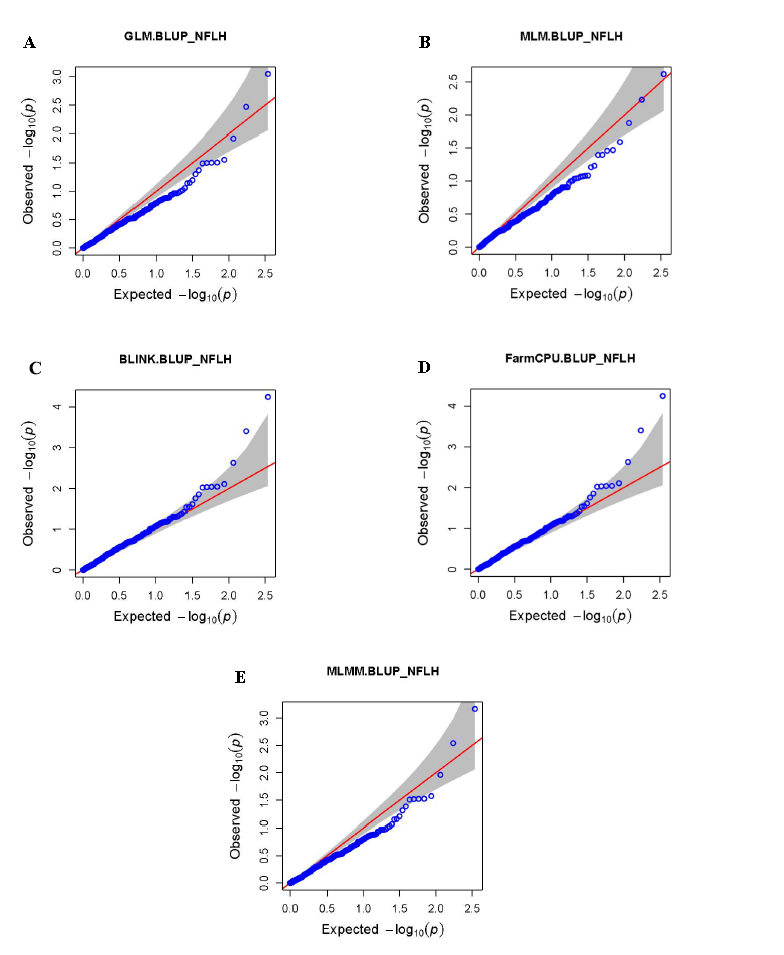 A
GLM.BLUP_NFLH
Observed −log10(p)
0.0 0.5 1.0 1.5 2.0 2.5 3.0
0.0 0.5 1.0 1.5 2.0 2.5
Expected −log10(p)
B
MLM.BLUP_NFLH
Observed −log10(p)
0.0 0.5 1.0 1.5 2.0 2.5
0.0 0.5 1.0 1.5 2.0 2.5
Expected −log10(p)
C
BLINK.BLUP_NFLH
Observed −log10(p)
0 1 2 3 4
0.0 0.5 1.0 1.5 2.0 2.5
Expected −log10(p)
D
FarmCPU.BLUP_NFLH
Observed −log10(p)
0 1 2 3 4
0.0 0.5 1.0 1.5 2.0 2.5
Expected −log10(p)
E
MLMM.BLUP_NFLH
Observed −log10(p)
0.0 0.5 1.0 1.5 2.0 2.5 3.0
0.0 0.5 1.0 1.5 2.0 2.5
Expected −log10(p)